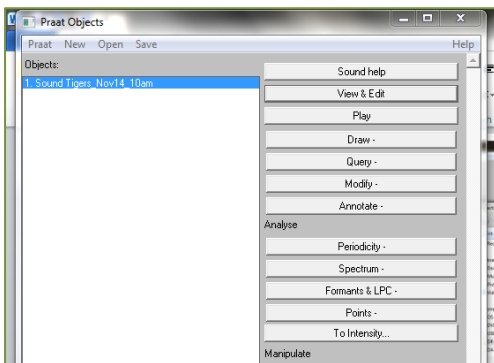 Praat Objects
Praat New Open Save Help
Objects:
1. Sound Tigers_Nov14_10am
Sound help
View & Edit
Play
Draw -
Query -
Modify -
Annotate -
Analyse
Periodicity -
Spectrum -
Formants & LPC -
Points -
To Intensity...
Manipulate